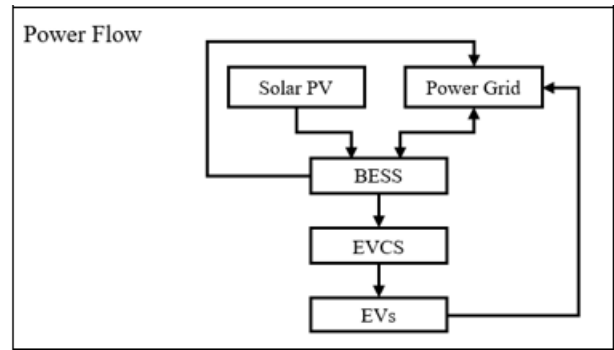 Power Flow
Solar PV
Power Grid
BESS
EVCS
EVs